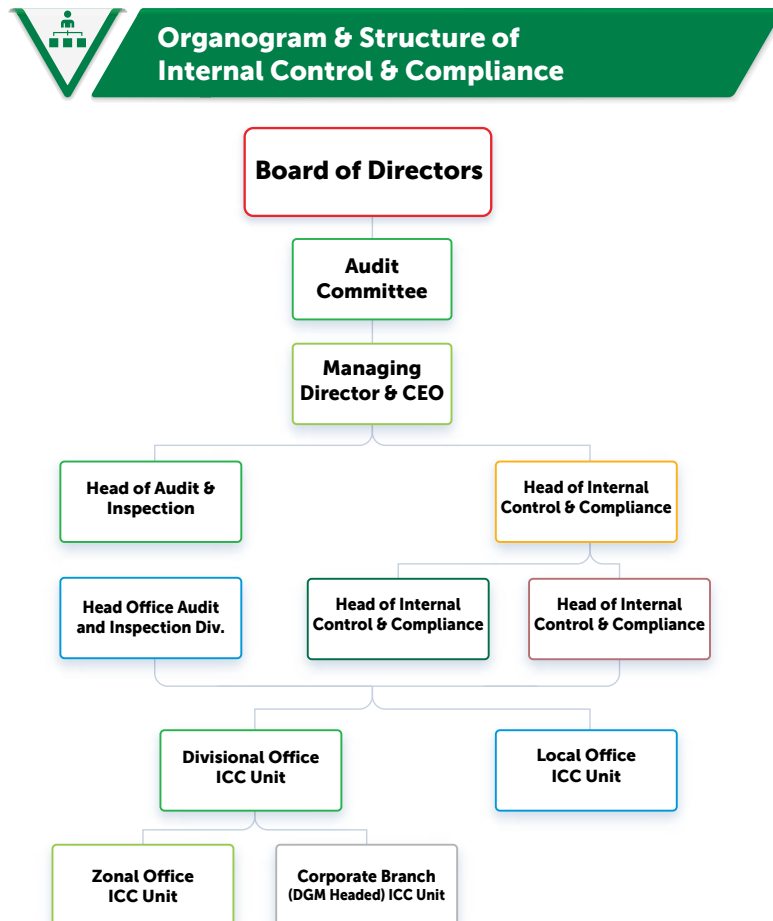 Organogram & Structure of
Internal Control & Compliance
Board of Directors
Audit
Committee
Managing
Director & CEO
Head of Audit &
Inspection
Head of Internal
Control & Compliance
Head Office Audit
and Inspection Div.
Head of Internal
Control & Compliance
Head of Internal
Control & Compliance
Divisional Office
ICC Unit
Local Office
ICC Unit
Zonal Office
ICC Unit
Corporate Branch
(DGM Headed) ICC Unit